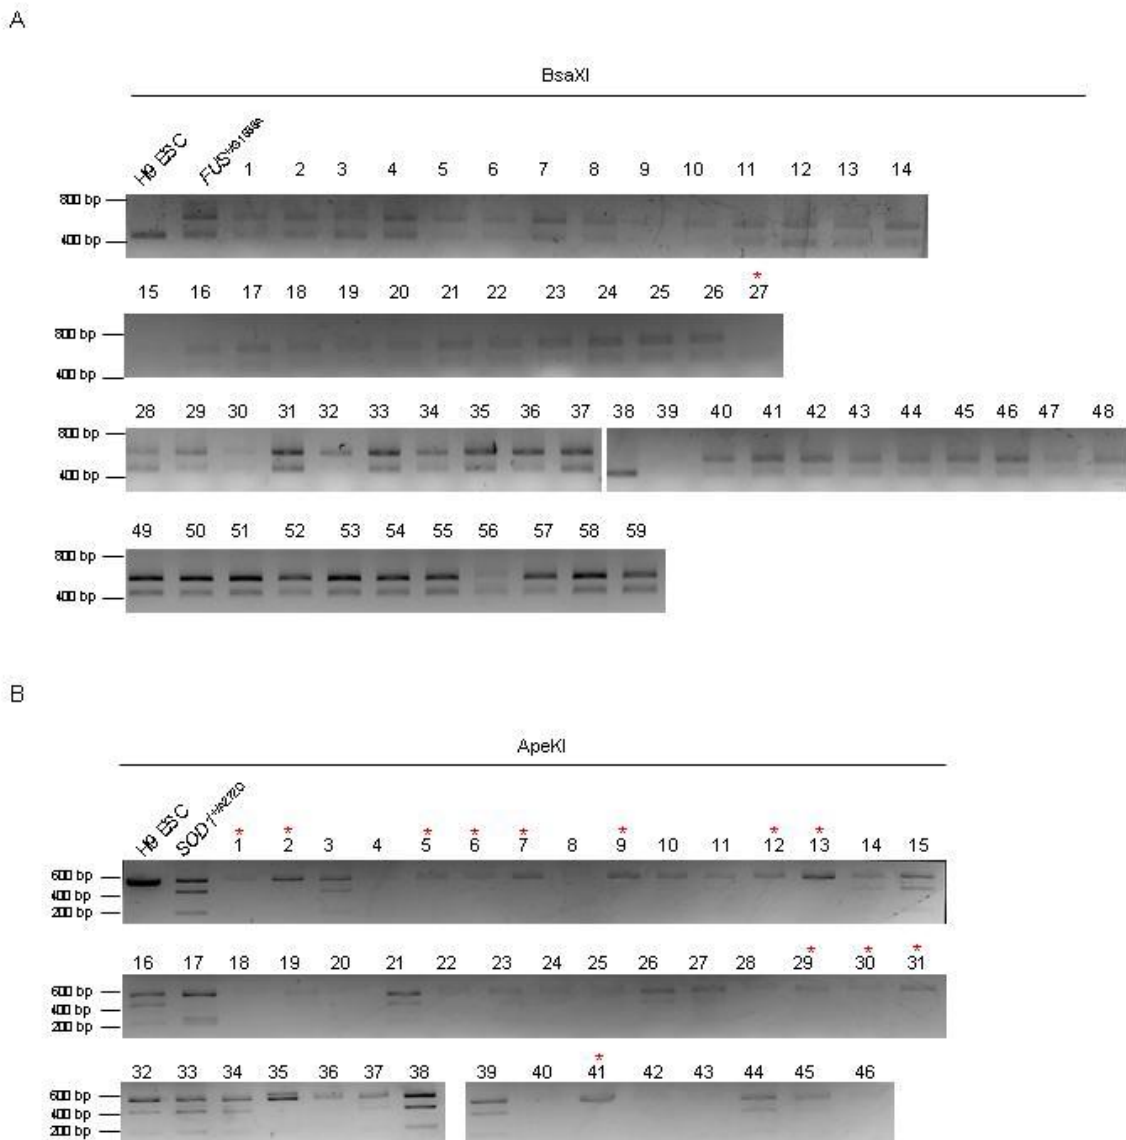 A
BsaXI
H9 ESC
1 2 3 4 5 6 7 8 9 10 11 12 13 14
800 bp
400 bp
*
15 16 17 18 19 20 21 22 23 24 25 26 27
800 bp
400 bp
28 29 30 31 32 33 34 35 36 37 38 39 40 41 42 43 44 45 46 47 48
800 bp
400 bp
49 50 51 52 53 54 55 56 57 58 59
800 bp
400 bp
B
ApeKI
H9 ESC
* * * * * * * *
1 2 3 4 5 6 7 8 9 10 11 12 13 14 15
600 bp
400 bp
200 bp
* * *
16 17 18 19 20 21 22 23 24 25 26 27 28 29 30 31
600 bp
400 bp
200 bp
*
32 33 34 35 36 37 38 39 40 41 42 43 44 45 46
600 bp
400 bp
200 bp